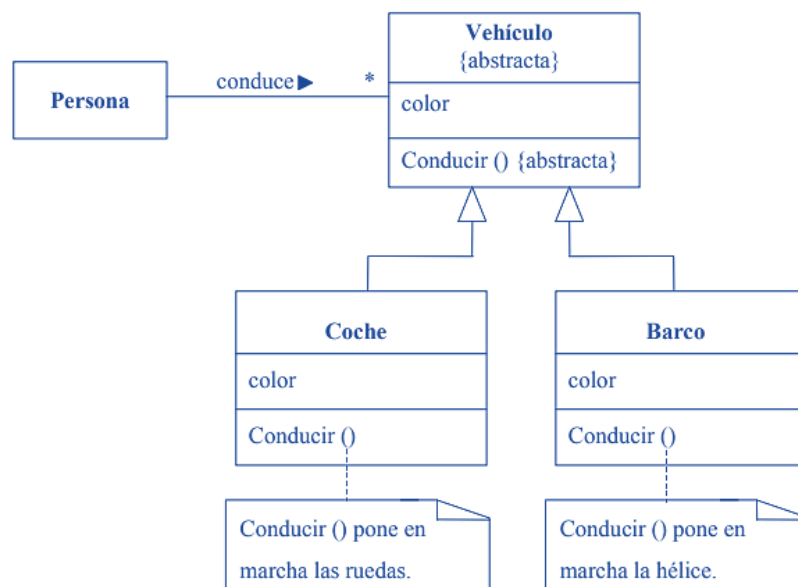 Vehículo
{abstracta}
conduce▶ *
Persona
color
Conducir () {abstracta}
Coche
Barco
color
color
Conducir ()
Conducir ()
Conducir () pone en
marcha las ruedas.
Conducir () pone en
marcha la hélice.